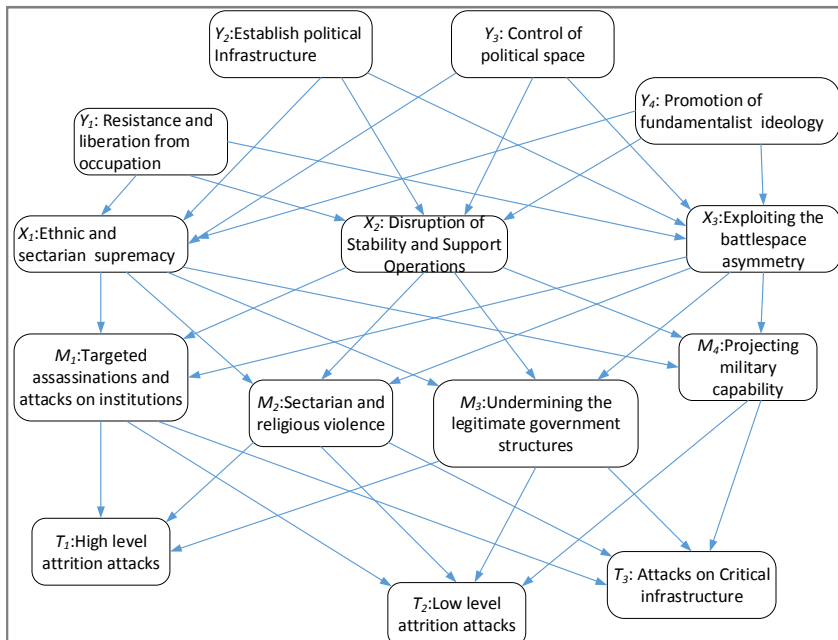 Y2:Establish political
Infrastructure
Y3: Control of
political space
Y1: Resistance and
liberation from
occupation
Y4: Promotion of
fundamentalist ideology
X1:Ethnic and
sectarian supremacy
X2: Disruption of
Stability and Support
Operations
X3:Exploiting the
battlespace
asymmetry
M1:Targeted
assassinations and
attacks on institutions
M2:Sectarian and
religious violence
M3:Undermining the
legitimate government
structures
M4:Projecting
military
capability
T1:High level
attrition attacks
T2:Low level
attrition attacks
T3: Attacks on Critical
infrastructure